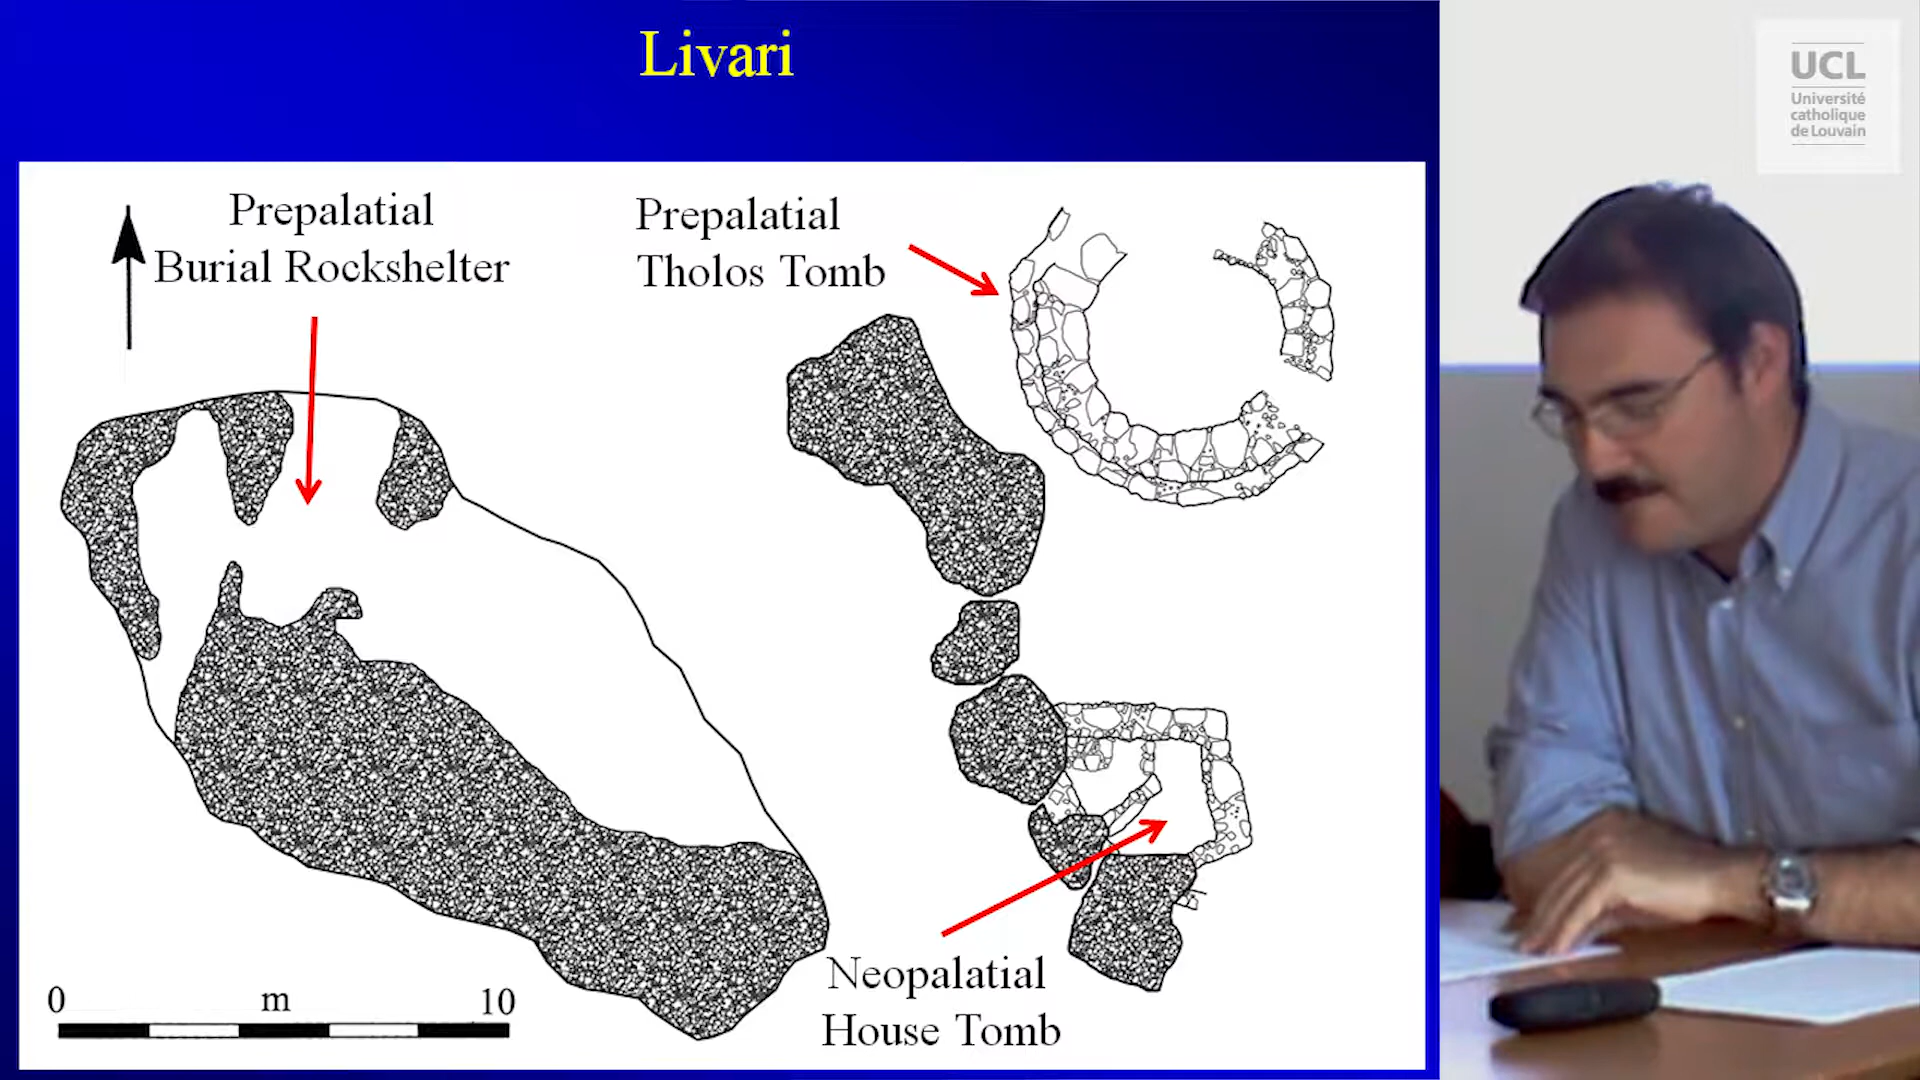 Livari
UCL
Université
catholique
de Louvain
Prepalatial
Burial Rockshelter
Prepalatial
Tholos Tomb
Neopalatial
House Tomb
0 m 10